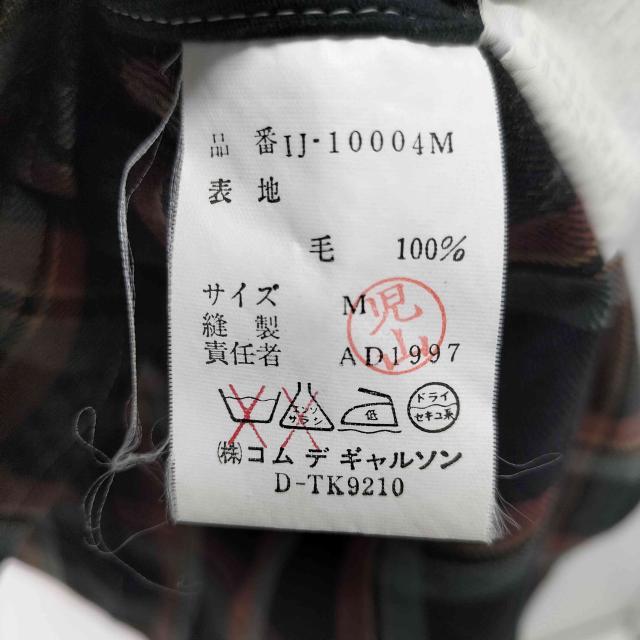 品番 IJ-10004M
表地
毛 100%
サイズ M
縫製
責任者 AD1997
児山
エンソ サラシ
低
ドライ
セキユ系
㈱コム デ ギャルソン
D-TK9210